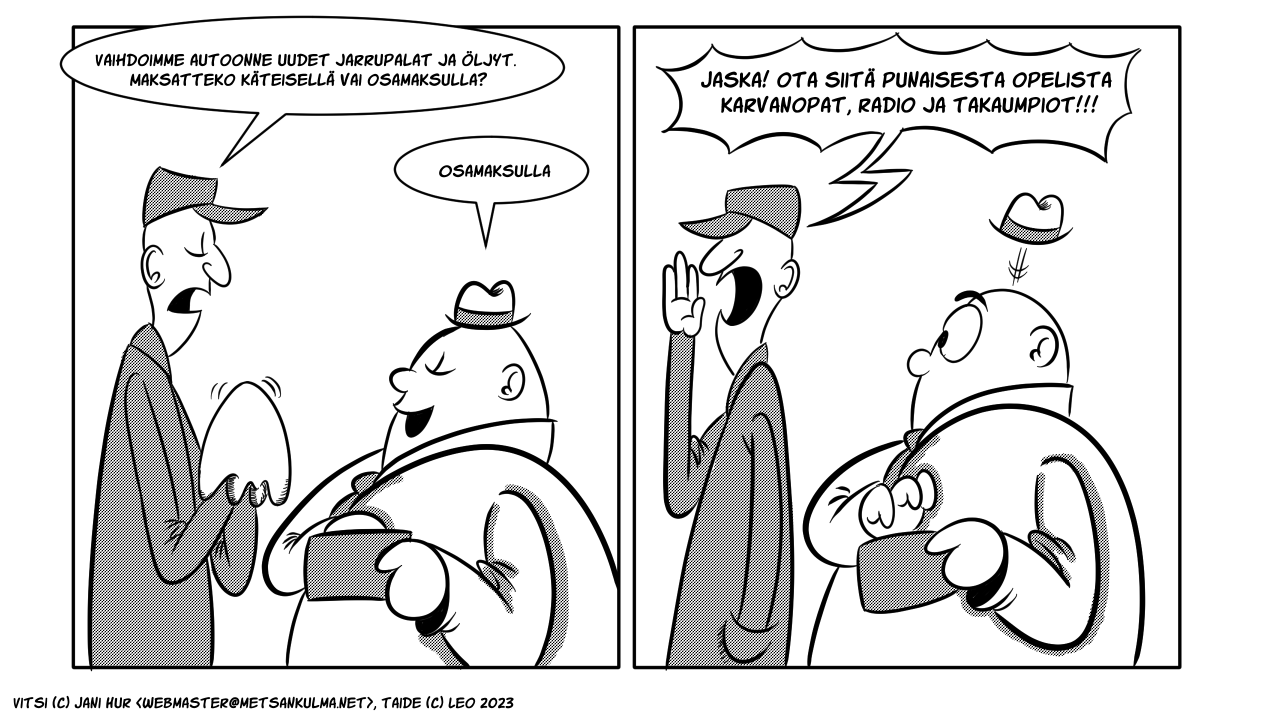 VAIHDOIMME AUTOONNE UUDET JARRUPALAT JA ÖLJYT.
MAKSATTEKO KÄTEISELLÄ VAI OSAMAKSULLA?
OSAMAKSULLA
JASKA! OTA SIITÄ PUNAISESTA OPELISTA
KARVANOPAT, RADIO JA TAKAUMPIOT!!!
VITSI (C) JANI HUR <WEBMASTER@METSANKULMA.NET>, TAIDE (C) LEO 2023